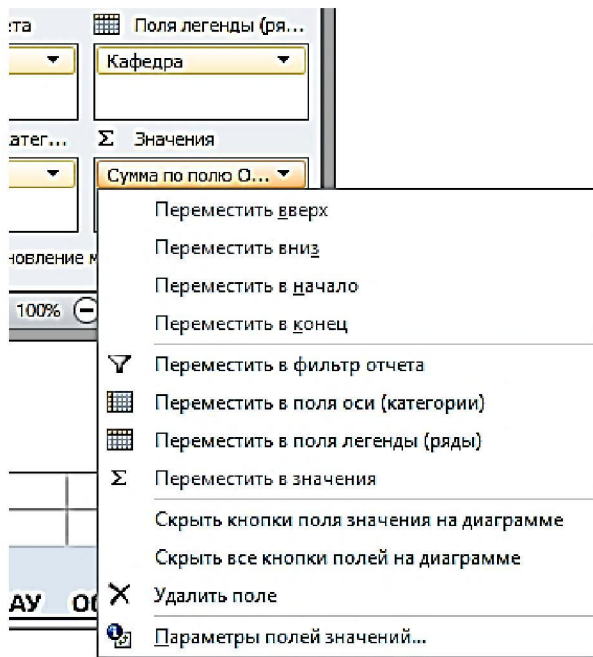 ета Поля легенды (ря...
Кафедра
атег... Σ Значения
Сумма по полю О...
Переместить вверх
Переместить вниз
новление м
Переместить в начало
100%
Переместить в конец
Переместить в фильтр отчета
Переместить в поля оси (категории)
Переместить в поля легенды (ряды)
Σ Переместить в значения
Скрыть кнопки поля значения на диаграмме
Скрыть все кнопки полей на диаграмме
АУ ОБ Удалить поле
Параметры полей значений...